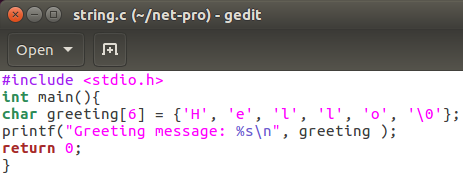 string.c (~/net-pro) - gedit
Open
#include <stdio.h>
int main(){
char greeting[6] = {'H', 'e', 'l', 'l', 'o', '\0'};
printf("Greeting message: %s\n", greeting );
return 0;
}